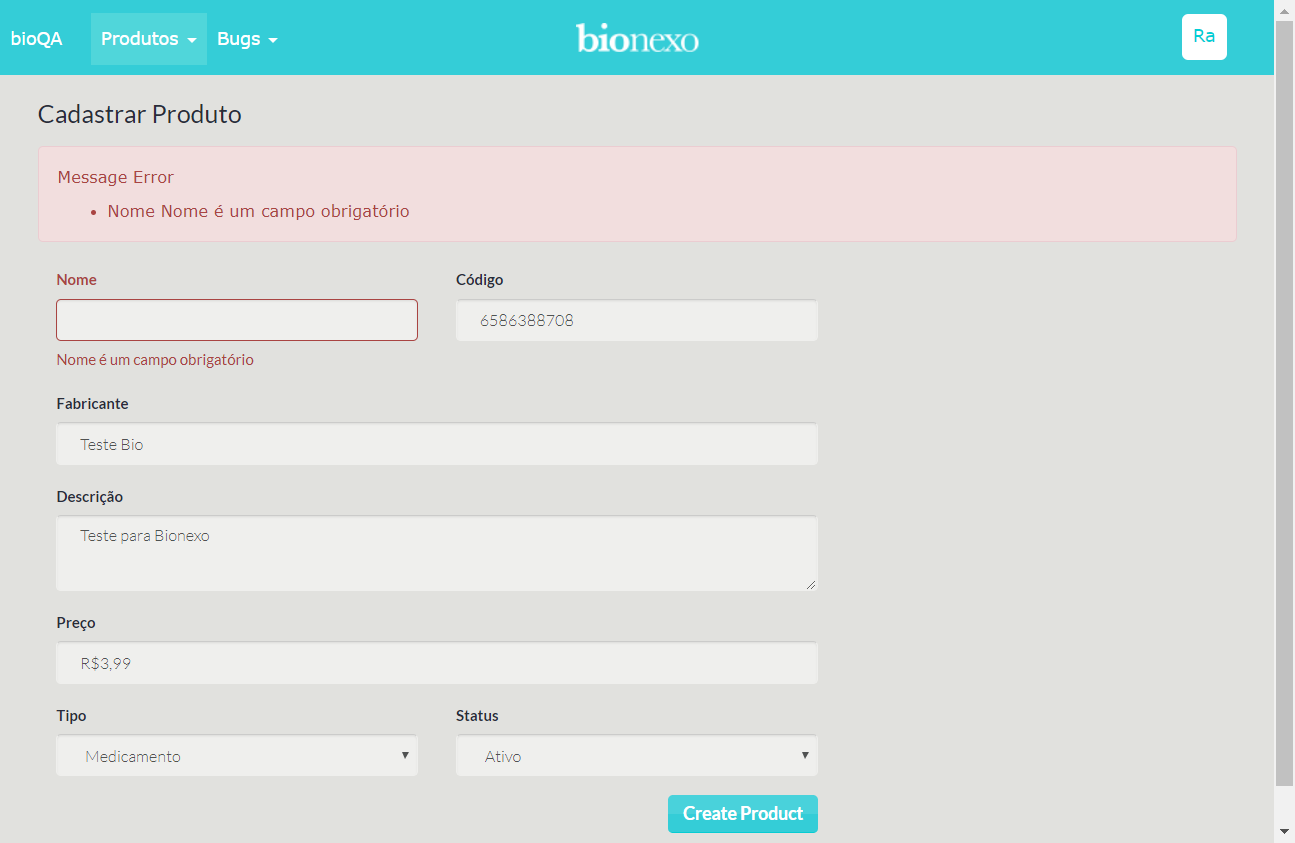 bioQA
Produtos
Bugs
bionexo
Ra
Cadastrar Produto
Message Error
• Nome Nome é um campo obrigatório
Nome
Código
6586388708
Nome é um campo obrigatório
Fabricante
Teste Bio
Descrição
Teste para Bionexo
Preço
R$3,99
Tipo
Status
Medicamento
Ativo
Create Product